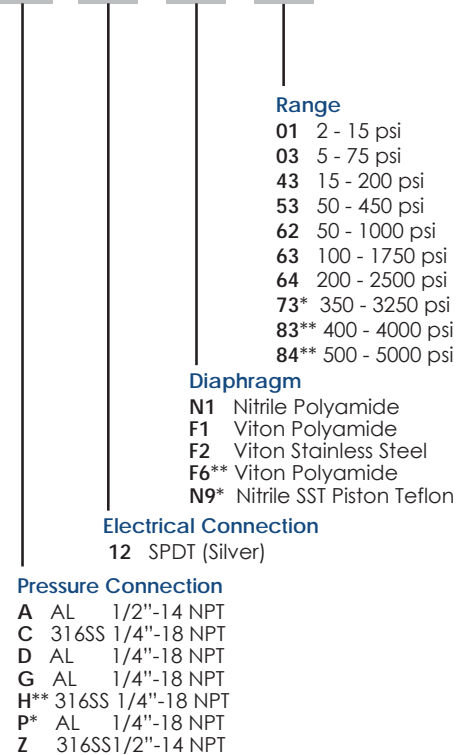 Range
01 2 - 15 psi
03 5 - 75 psi
43 15 - 200 psi
53 50 - 450 psi
62 50 - 1000 psi
63 100 - 1750 psi
64 200 - 2500 psi
73* 350 - 3250 psi
83** 400 - 4000 psi
84** 500 - 5000 psi
Diaphragm
N1 Nitrile Polyamide
F1 Viton Polyamide
F2 Viton Stainless Steel
F6** Viton Polyamide
N9* Nitrile SST Piston Teflon
Electrical Connection
12 SPDT (Silver)
Pressure Connection
A AL 1/2”-14 NPT
C 316SS 1/4”-18 NPT
D AL 1/4”-18 NPT
G AL 1/4”-18 NPT
H** 316SS 1/4”-18 NPT
P* AL 1/4”-18 NPT
Z 316SS1/2”-14 NPT